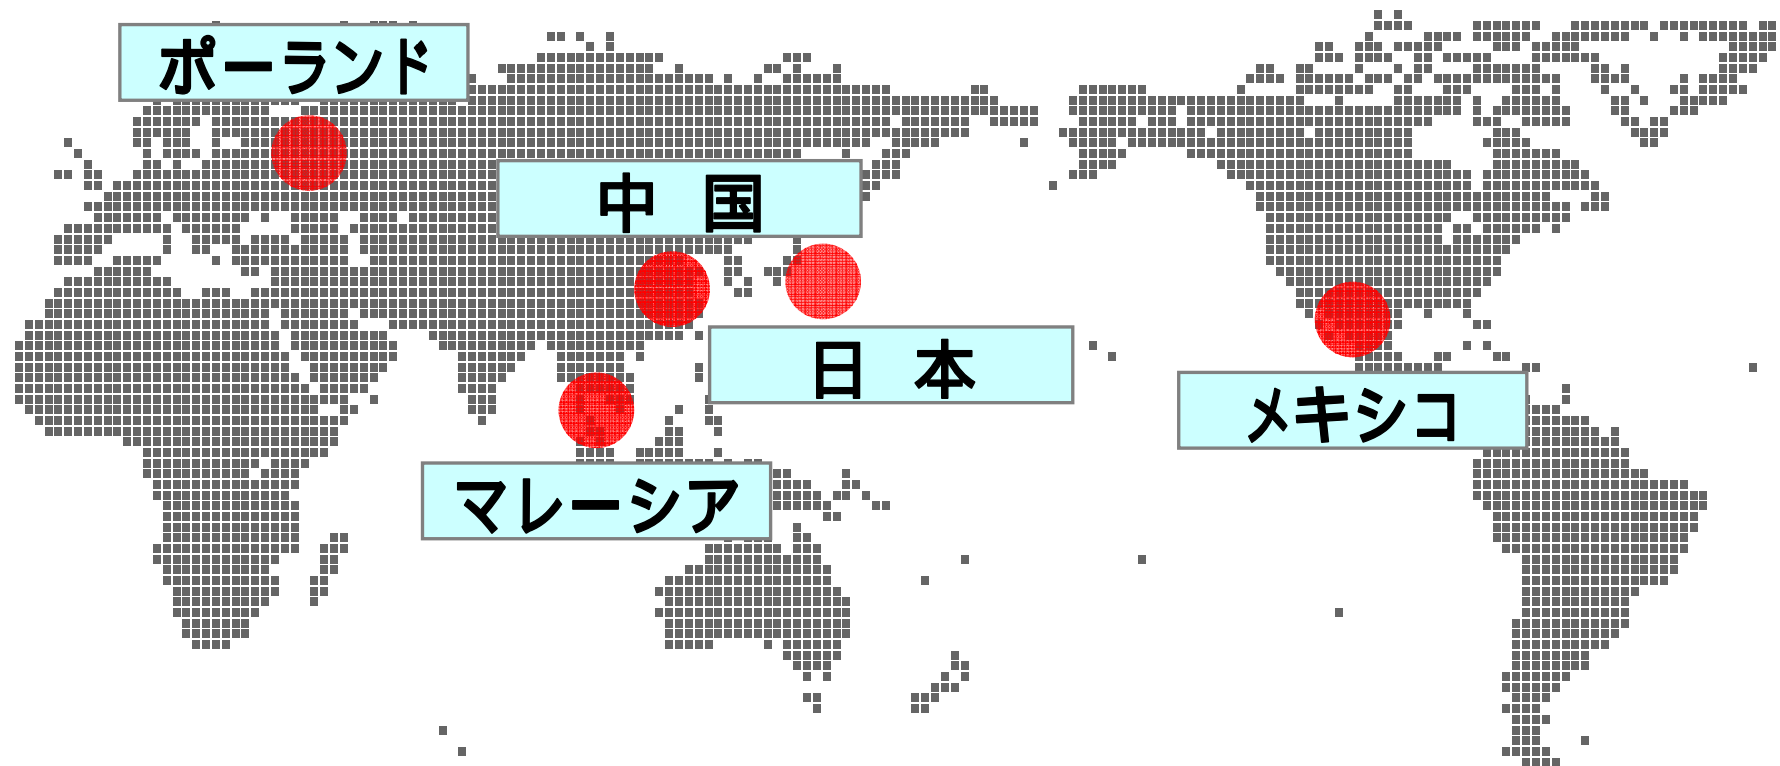 ポーランド
中　国
日　本
メキシコ
マレーシア